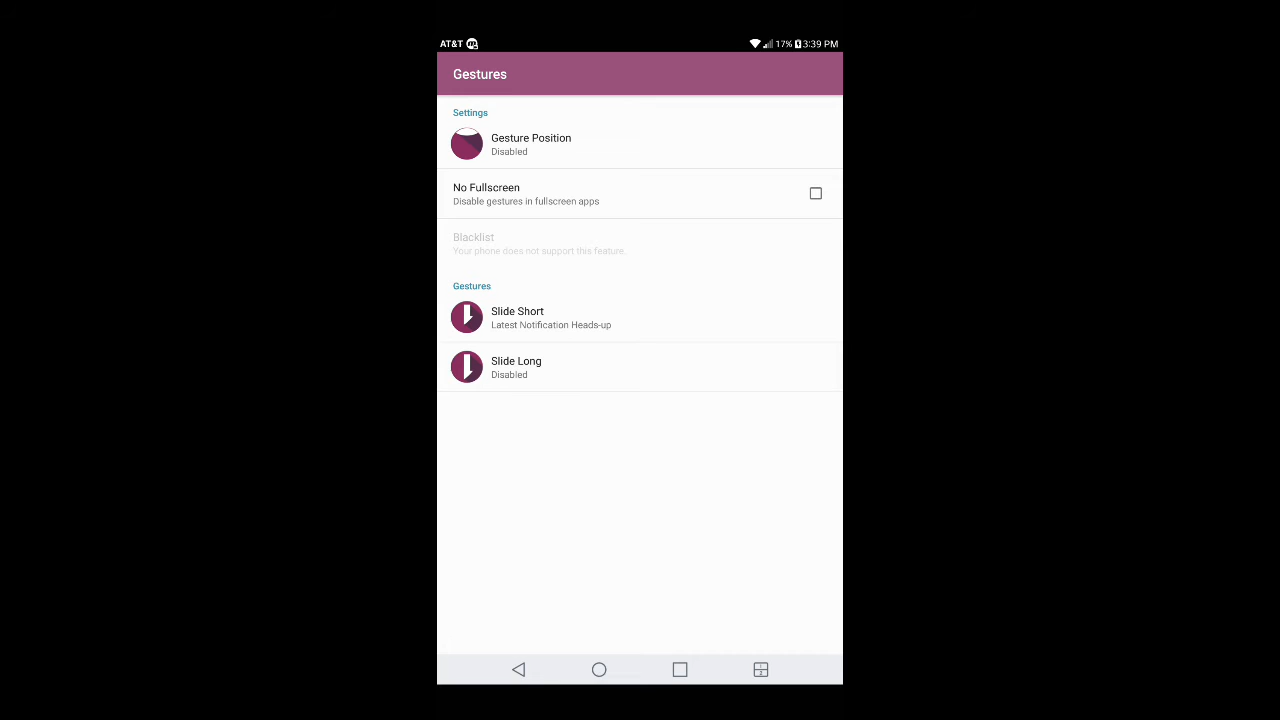 AT&T 17% 3:39 PM
Gestures
Settings
Gesture Position
Disabled
No Fullscreen
Disable gestures in fullscreen apps
Blacklist
Your phone does not support this feature.
Gestures
Slide Short
Latest Notification Heads-up
Slide Long
Disabled